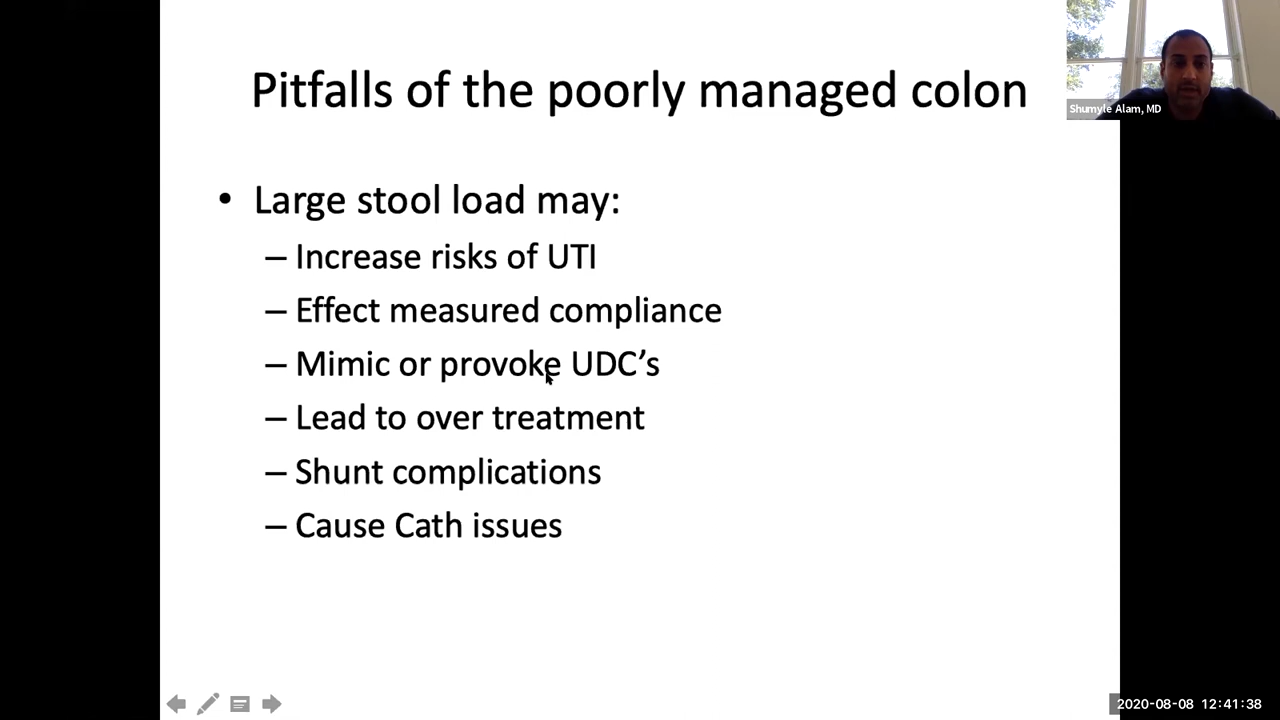 Pitfalls of the poorly managed colon
Shumyle Alam, MD
• Large stool load may:
– Increase risks of UTI
– Effect measured compliance
– Mimic or provoke UDC’s
– Lead to over treatment
– Shunt complications
– Cause Cath issues
2020-08-08 12:41:38